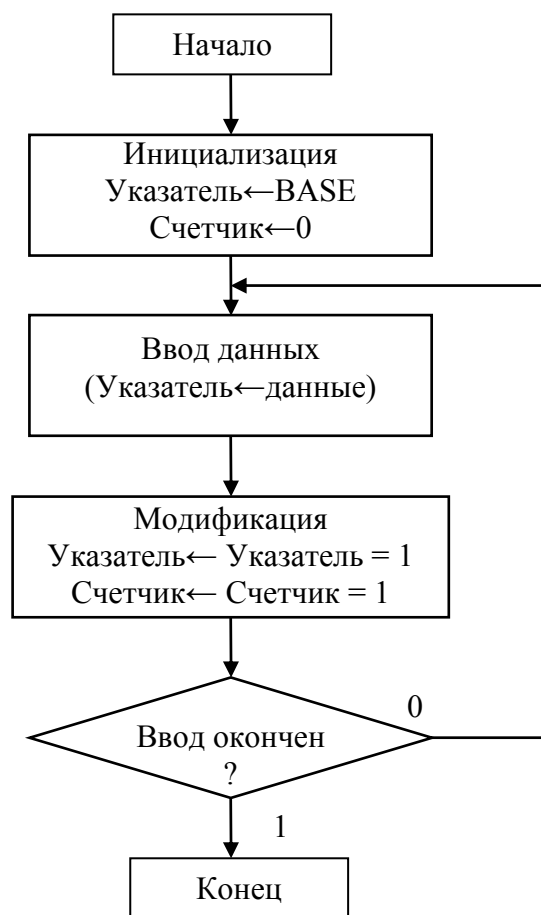 Начало
Инициализация
Указатель←BASE
Счетчик←0
Ввод данных
(Указатель←данные)
Модификация
Указатель← Указатель = 1
Счетчик← Счетчик = 1
0
Ввод окончен
?
1
Конец